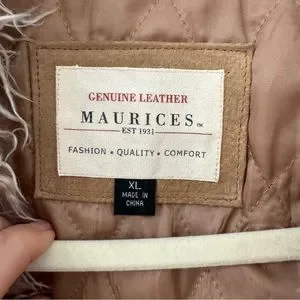 GENUINE LEATHER
MAURICES™
EST 1931
FASHION • QUALITY • COMFORT
XL
MADE IN
CHINA